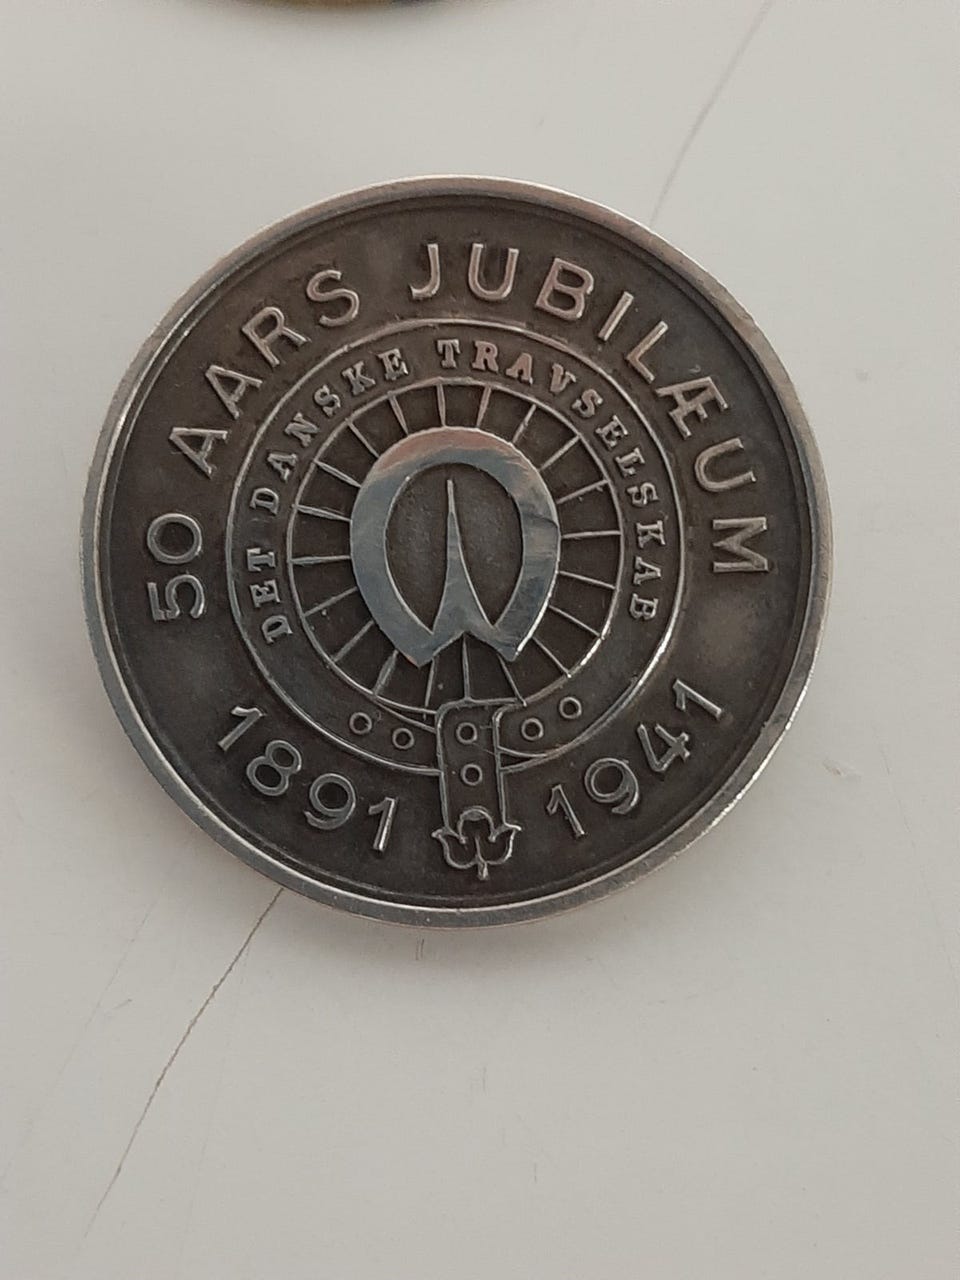 50 AARS JUBILÆUM
DET DANSKE TRAVSELSKAB
1891 1941